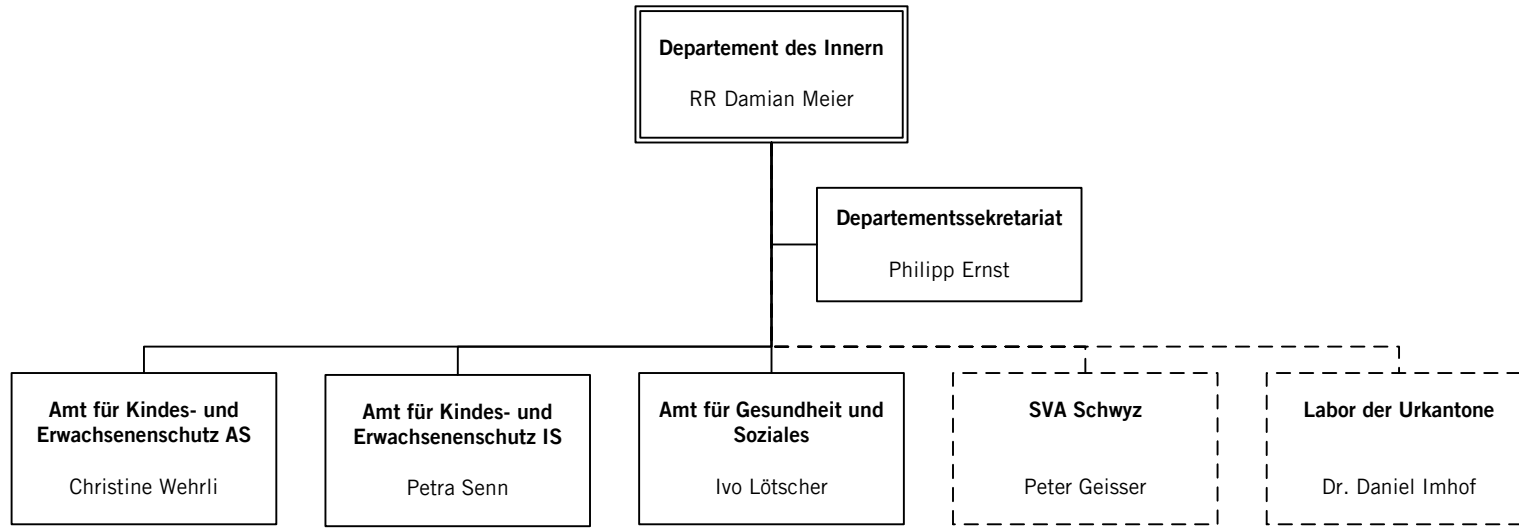 Departement des Innern
RR Damian Meier
Departementssekretariat
Philipp Ernst
Amt für Kindes- und
Erwachsenenschutz AS
Christine Wehrli
Amt für Kindes- und
Erwachsenenschutz IS
Petra Senn
Amt für Gesundheit und
Soziales
Ivo Lötscher
SVA Schwyz
Peter Geisser
Labor der Urkantone
Dr. Daniel Imhof